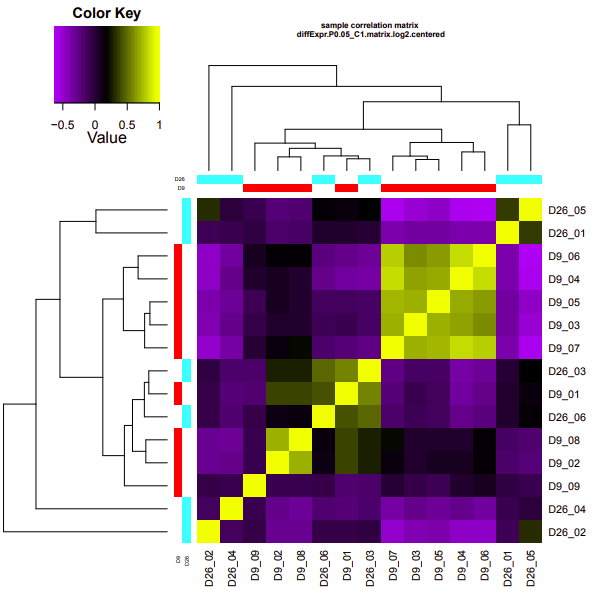 Color Key
−0.5 0 0.5 1
Value
sample correlation matrix
diffExpr.P0.05_C1.matrix.log2.centered
D26
D9
D26_05
D26_01
D9_06
D9_04
D9_05
D9_03
D9_07
D26_03
D9_01
D26_06
D9_08
D9_02
D9_09
D26_04
D26_02
D9
D26
D26_02
D26_04
D9_09
D9_02
D9_08
D26_06
D9_01
D26_03
D9_07
D9_03
D9_05
D9_04
D9_06
D26_01
D26_05